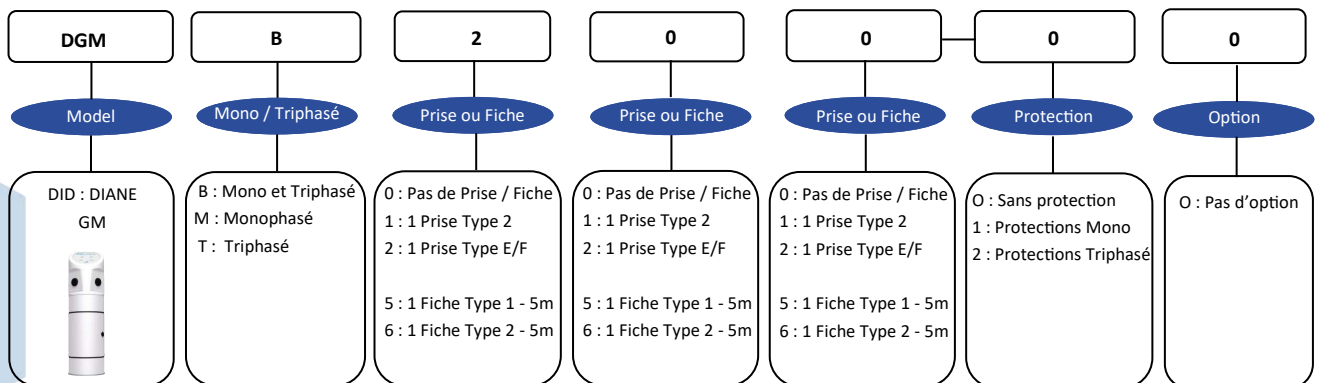 DGM
B
2
0
0
0
0
Model
Mono / Triphasé
Prise ou Fiche
Prise ou Fiche
Prise ou Fiche
Protection
Option
DID : DIANE
GM
B : Mono et Triphasé
M : Monophasé
T : Triphasé
0 : Pas de Prise / Fiche
1 : 1 Prise Type 2
2 : 1 Prise Type E/F
5 : 1 Fiche Type 1 - 5m
6 : 1 Fiche Type 2 - 5m
0 : Pas de Prise / Fiche
1 : 1 Prise Type 2
2 : 1 Prise Type E/F
5 : 1 Fiche Type 1 - 5m
6 : 1 Fiche Type 2 - 5m
0 : Pas de Prise / Fiche
1 : 1 Prise Type 2
2 : 1 Prise Type E/F
5 : 1 Fiche Type 1 - 5m
6 : 1 Fiche Type 2 - 5m
O : Sans protection
1 : Protections Mono
2 : Protections Triphasé
O : Pas d’option